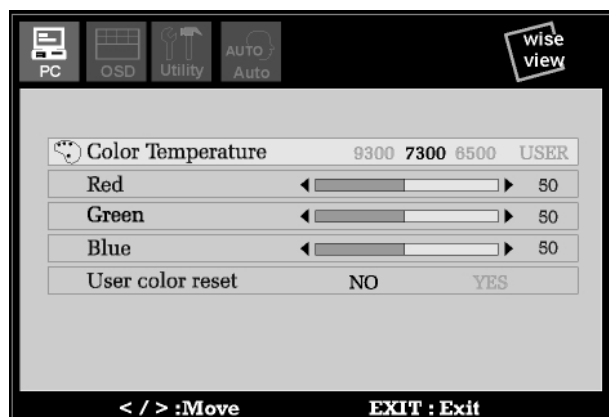 PC OSD Utility AUTO Auto
wise
view
Color Temperature 9300 7300 6500 USER
Red 50
Green 50
Blue 50
User color reset NO YES
< / > :Move EXIT : Exit